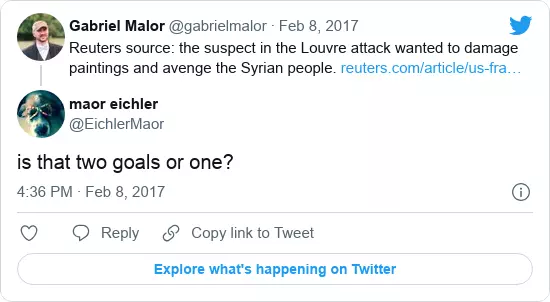 Gabriel Malor @gabrielmalor · Feb 8, 2017
Reuters source: the suspect in the Louvre attack wanted to damage
paintings and avenge the Syrian people. reuters.com/article/us-fra…
maor eichler
@EichlerMaor
is that two goals or one?
4:36 PM · Feb 8, 2017
Reply Copy link to Tweet
Explore what's happening on Twitter